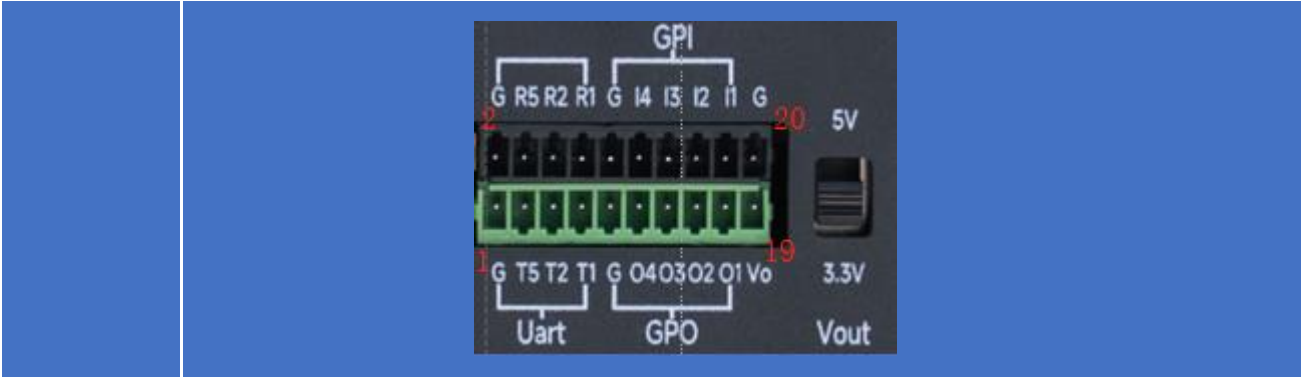 GPI
G R5 R2 R1 G I4 I3 I2 I1 G
2 20 5V
1 19
G T5 T2 T1 G O4 O3 O2 O1 Vo 3.3V
Uart GPO Vout